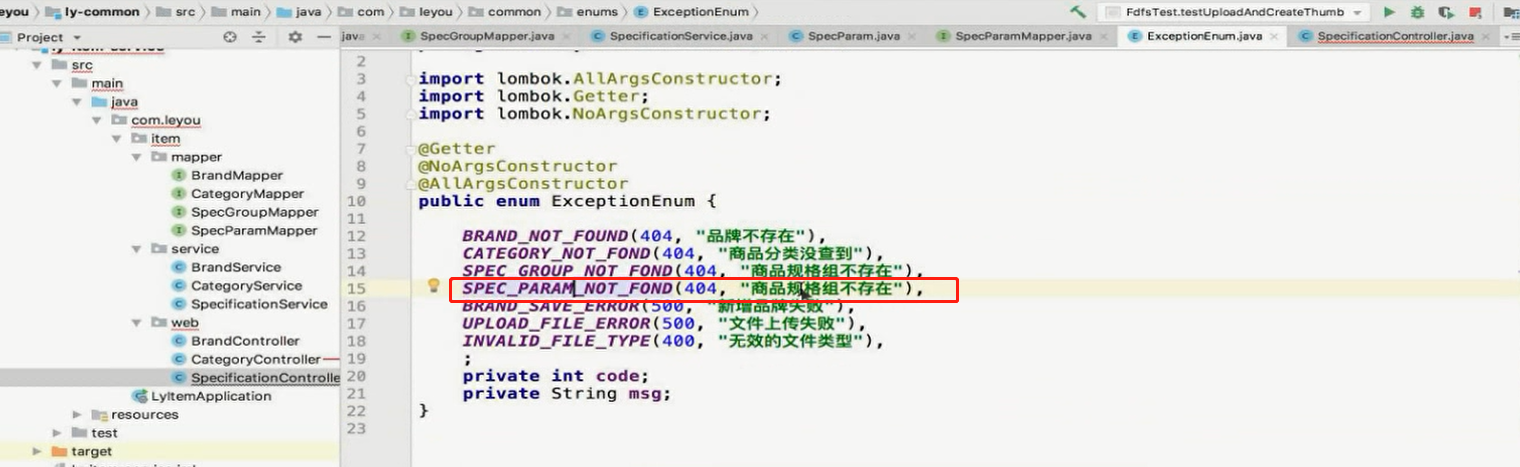 eyou ly-common src main java com leyou common enums ExceptionEnum FdfsTest.testUploadAndCreateThumb
Project java SpecGroupMapper.java SpecificationService.java SpecParam.java SpecParamMapper.java ExceptionEnum.java SpecificationController.java
ly-item-service
src
main
java
com.leyou
item
mapper
BrandMapper
CategoryMapper
SpecGroupMapper
SpecParamMapper
service
BrandService
CategoryService
SpecificationService
web
BrandController
CategoryController
SpecificationControlle
LyItemApplication
resources
test
target
2
3 import lombok.AllArgsConstructor;
4 import lombok.Getter;
5 import lombok.NoArgsConstructor;
6
7 @Getter
8 @NoArgsConstructor
9 @AllArgsConstructor
10 public enum ExceptionEnum {
11
12 BRAND_NOT_FOUND(404, "品牌不存在"),
13 CATEGORY_NOT_FOND(404, "商品分类没查到"),
14 SPEC_GROUP_NOT_FOND(404, "商品规格组不存在"),
15 SPEC_PARAM_NOT_FOND(404, "商品规格组不存在"),
16 BRAND_SAVE_ERROR(500, "新增品牌失败"),
17 UPLOAD_FILE_ERROR(500, "文件上传失败"),
18 INVALID_FILE_TYPE(400, "无效的文件类型"),
19 ;
20 private int code;
21 private String msg;
22 }
23